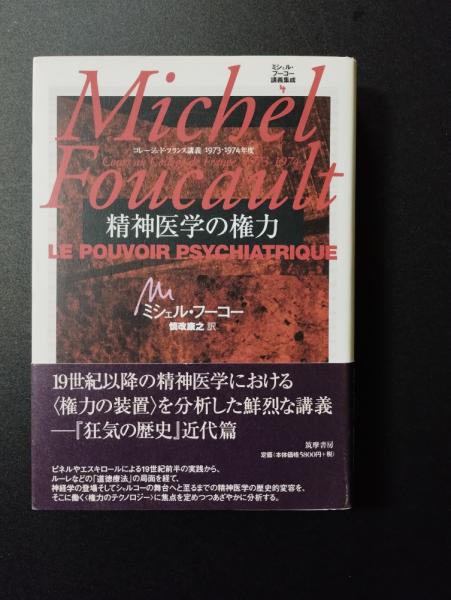 ミシェル・
フーコー
講義集成
4
Michel
コレージュ・ド・フランス講義 1973-1974年度
Cours au Collège de France 1973-1974
Foucault
精神医学の権力
LE POUVOIR PSYCHIATRIQUE
ミシェル・フーコー
慎改康之 訳
19世紀以降の精神医学における
〈権力の装置〉を分析した鮮烈な講義
──『狂気の歴史』近代篇
筑摩書房
定価(本体価格5800円+税)
ピネルやエスキロールによる19世紀前半の実践から、
ルーレなどの「道徳療法」の局面を経て、
神経学の登場そしてシャルコーの舞台へと至るまでの精神医学の歴史的変容を、
そこに働く〈権力のテクノロジー〉に焦点を定めつつあざやかに分析する。